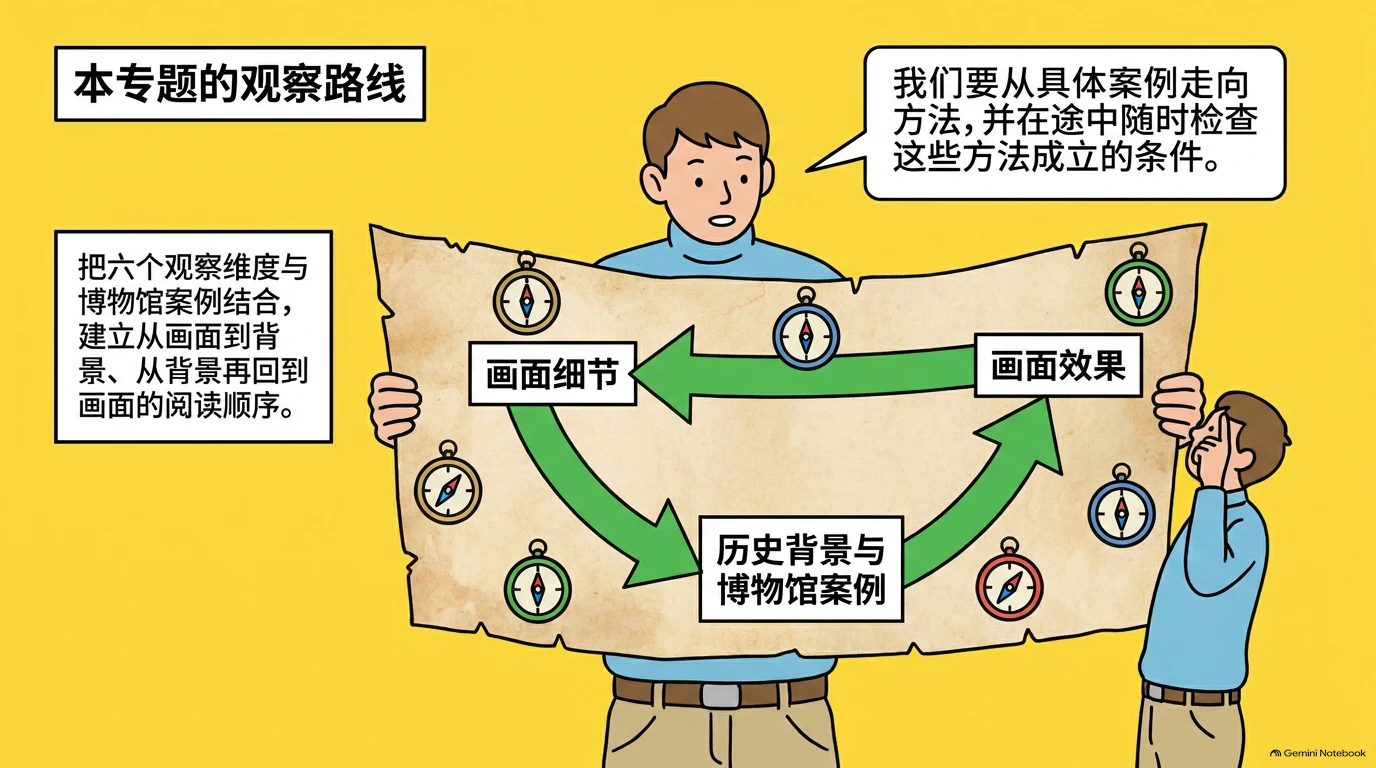 本专题的观察路线
我们要从具体案例走向
方法，并在途中随时检查
这些方法成立的条件。
把六个观察维度与
博物馆案例结合，
建立从画面到背
景、从背景再回到
画面的阅读顺序。
画面细节
画面效果
历史背景与
博物馆案例
Gemini Notebook